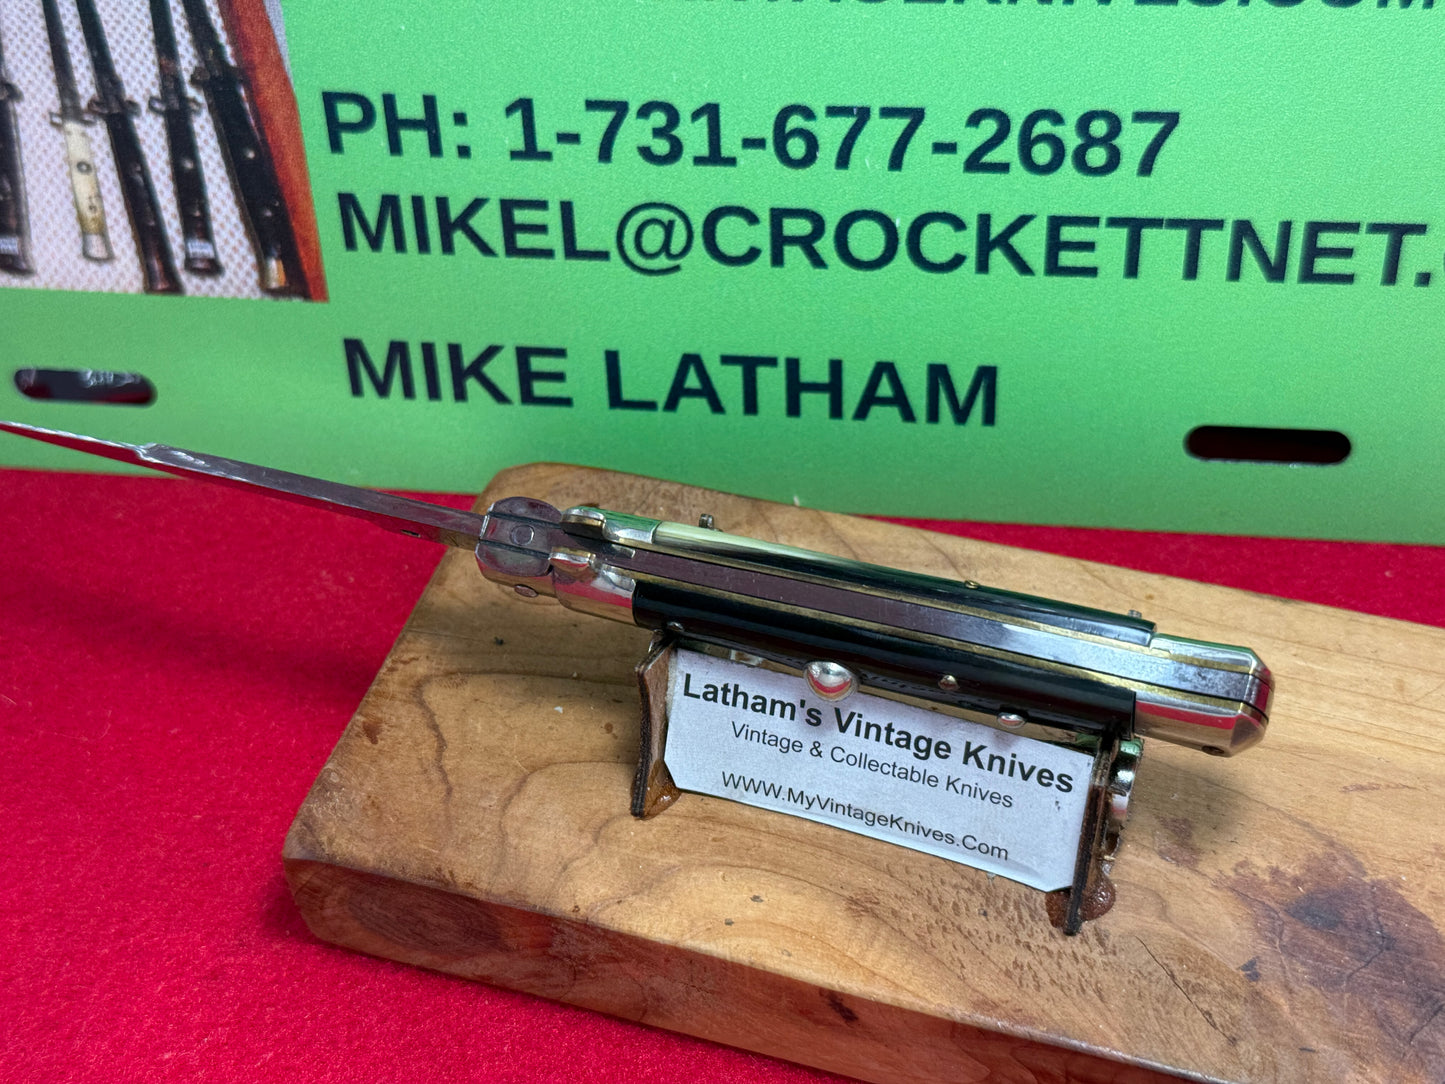 PH: 1-731-677-2687
MIKEL@CROCKETTNET.
MIKE LATHAM
Latham's Vintage Knives
Vintage & Collectable Knives
WWW.MyVintageKnives.Com